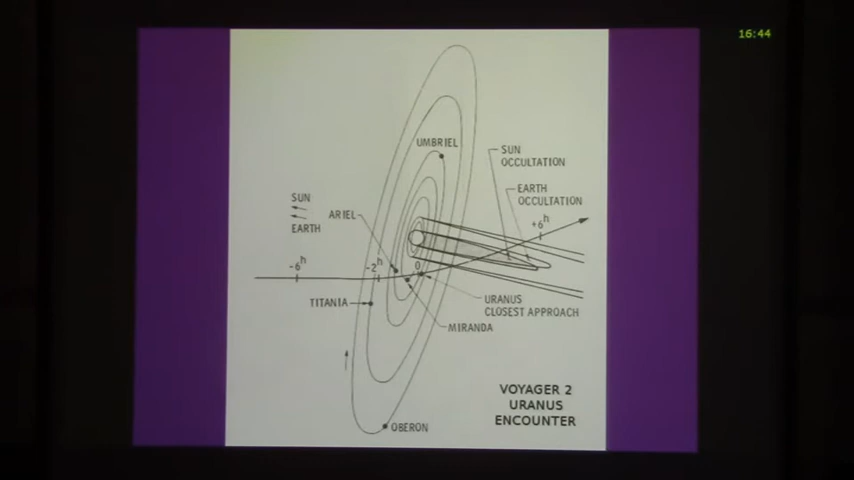 16:44
UMBRIEL
SUN
OCCULTATION
EARTH
OCCULTATION
SUN
EARTH
ARIEL
+6h
-6h
-2h
0
TITANIA
URANUS
CLOSEST APPROACH
MIRANDA
VOYAGER 2
URANUS
ENCOUNTER
OBERON